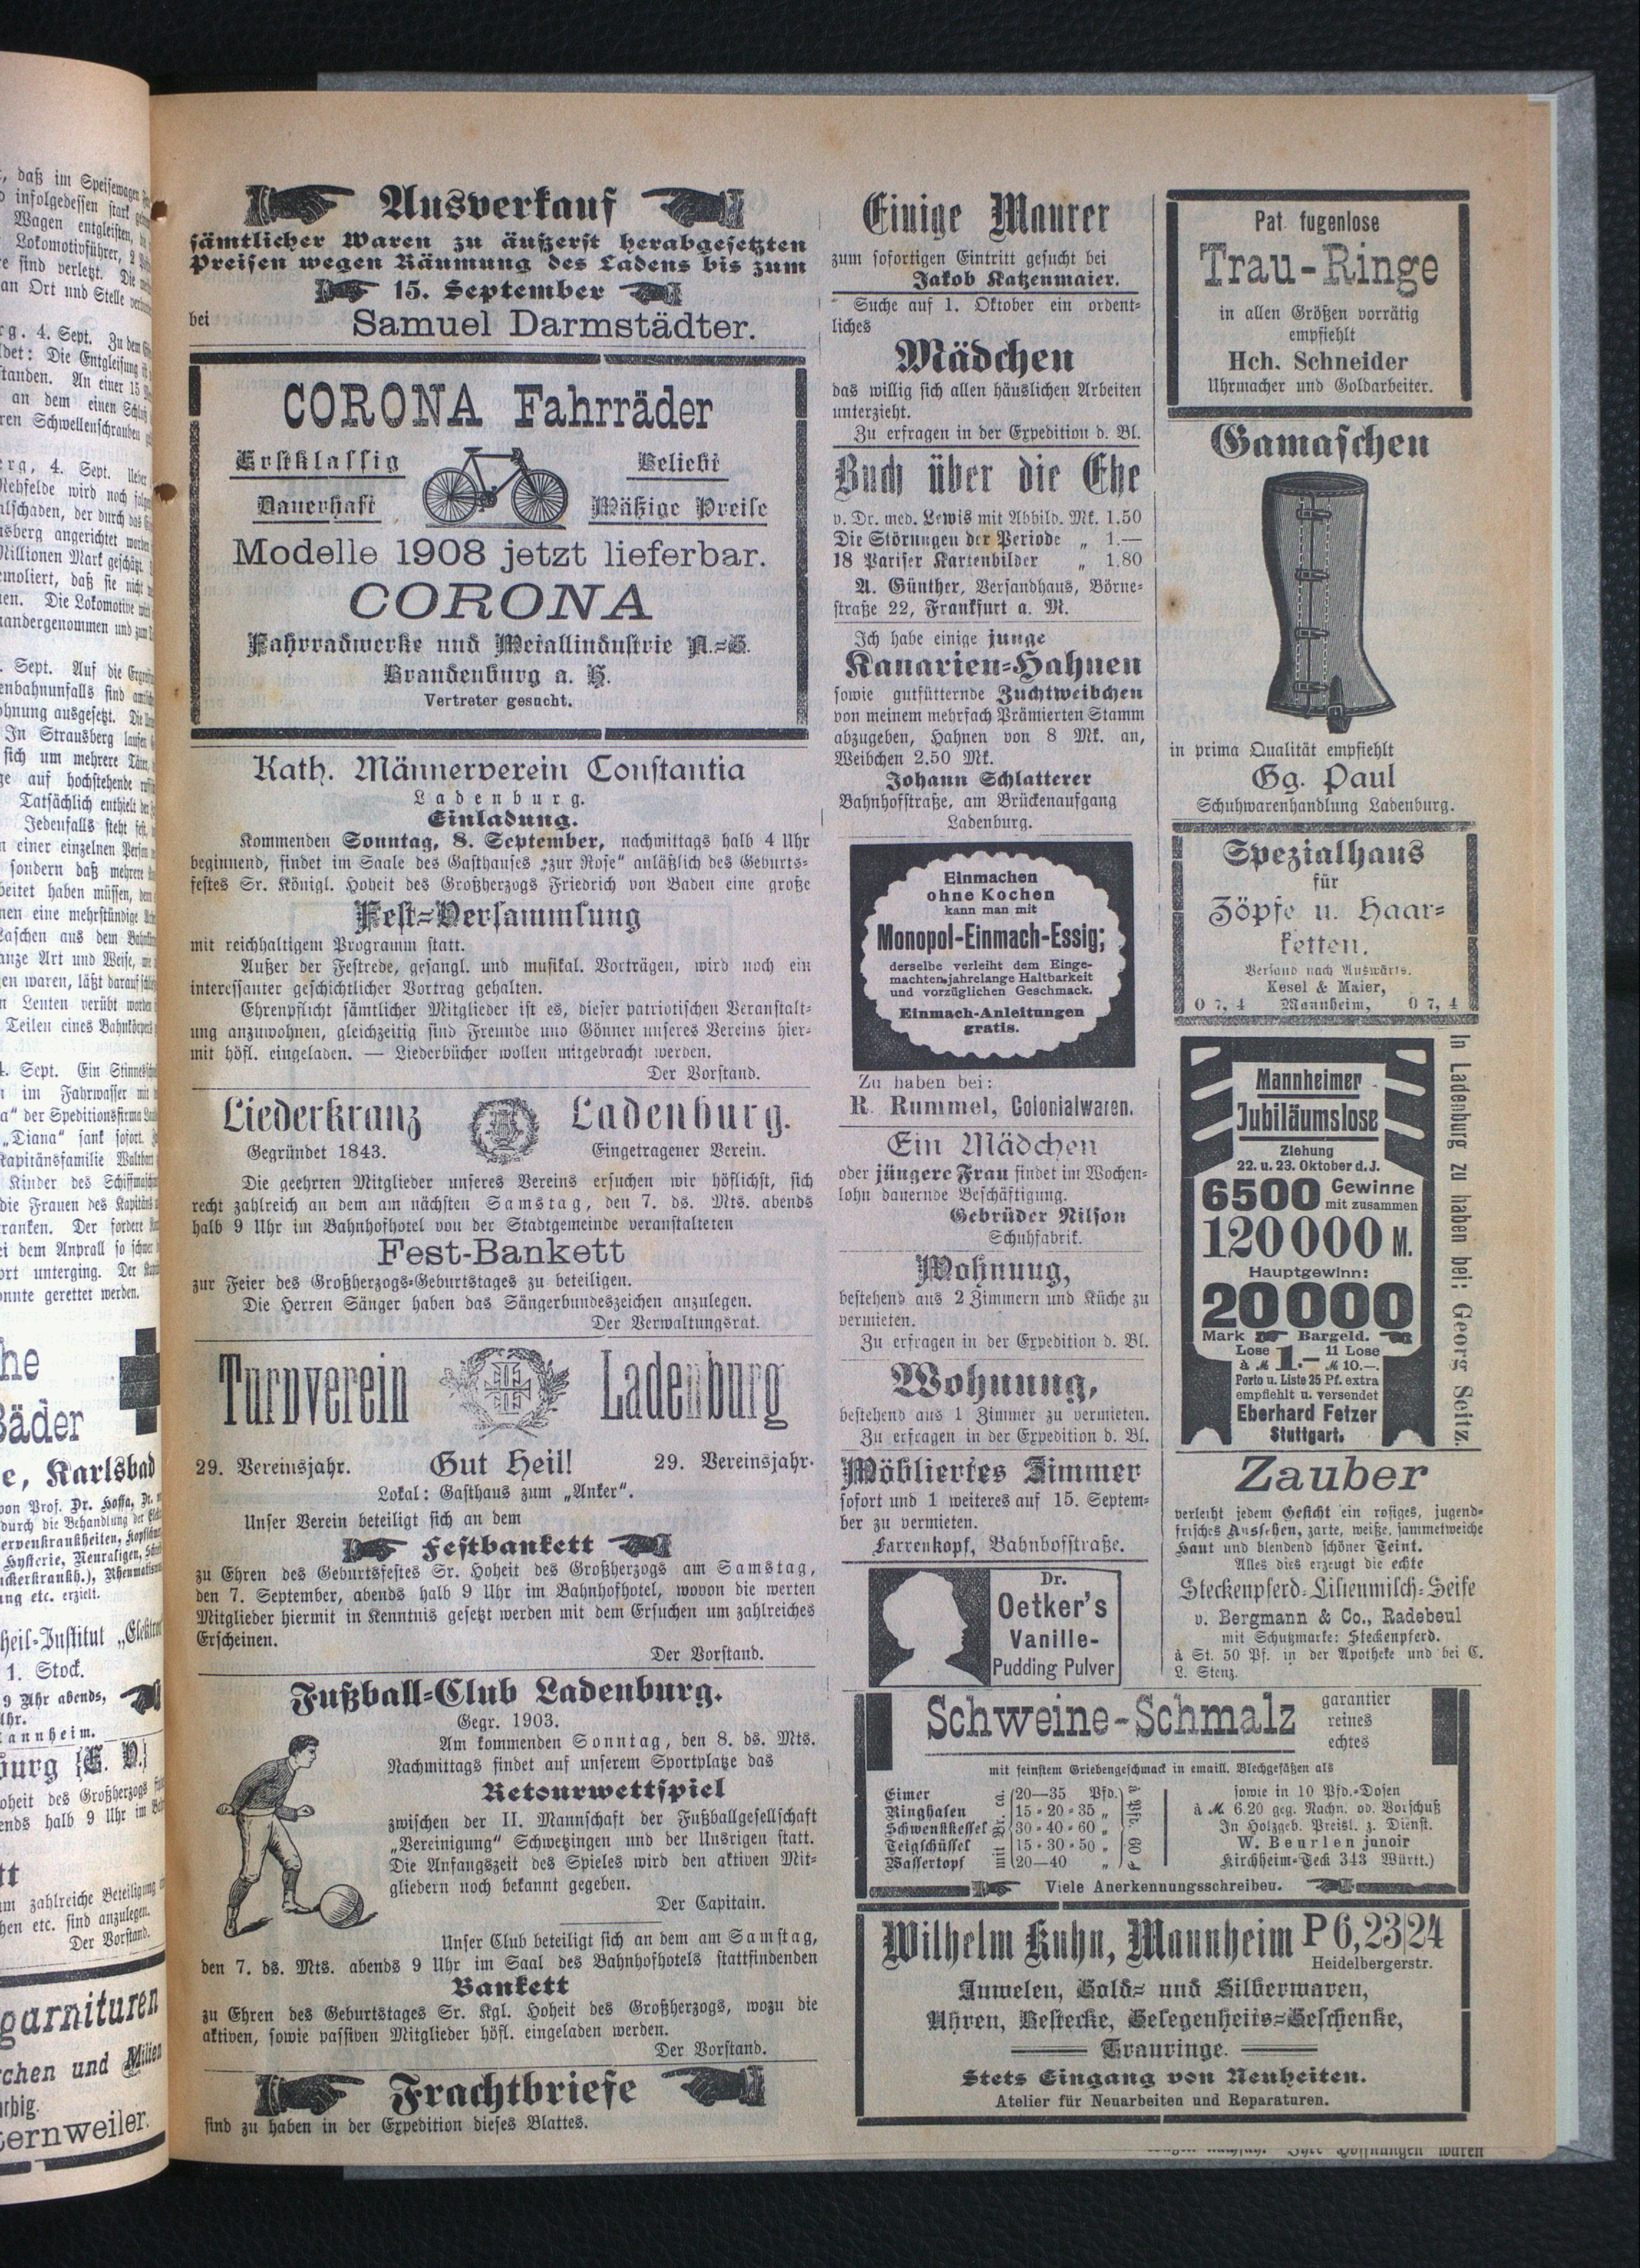 Ausverkauf
sämtlicher Waren zu äußerst herabgesetzten
Preisen wegen Räumung des Ladens bis zum
15. September
bei Samuel Darmstädter.
CORONA Fahrräder
Erstklassig Beliebt
Dauerhaft Mäßige Preise
Modelle 1908 jetzt lieferbar.
CORONA
Fahrradwerke und Metallindustrie A.=G.
Brandenburg a. H.
Vertreter gesucht.
Kath. Männerverein Constantia
Ladenburg.
Einladung.
Kommenden Sonntag, 8. September, nachmittags halb 4 Uhr
beginnend, findet im Saale des Gasthauses „zur Rose" anläßlich des Geburts=
festes Sr. Königl. Hoheit des Großherzogs Friedrich von Baden eine große
Fest=Versammlung
mit reichhaltigem Programm statt.
Außer der Festrede, gesangl. und musikal. Vorträgen, wird noch ein
interessanter geschichtlicher Vortrag gehalten.
Ehrenpflicht sämtlicher Mitglieder ist es, dieser patriotischen Veranstalt=
ung anzuwohnen, gleichzeitig sind Freunde und Gönner unseres Vereins hier=
mit höfl. eingeladen. — Liederbücher wollen mitgebracht werden.
Der Vorstand.
Liederkranz Ladenburg.
Gegründet 1843. Eingetragener Verein.
Die geehrten Mitglieder unseres Vereins ersuchen wir höflichst, sich
recht zahlreich an dem am nächsten Samstag, den 7. ds. Mts. abends
halb 9 Uhr im Bahnhofhotel von der Stadtgemeinde veranstalteten
Fest-Bankett
zur Feier des Großherzogs=Geburtstages zu beteiligen.
Die Herren Sänger haben das Sängerbundeszeichen anzulegen.
Der Verwaltungsrat.
Turnverein Ladenburg
29. Vereinsjahr. Gut Heil! 29. Vereinsjahr.
Lokal: Gasthaus zum „Anker".
Unser Verein beteiligt sich an dem
Festbankett
zu Ehren des Geburtsfestes Sr. Hoheit des Großherzogs am Samstag,
den 7. September, abends halb 9 Uhr im Bahnhofhotel, wovon die werten
Mitglieder hiermit in Kenntnis gesetzt werden mit dem Ersuchen um zahlreiches
Erscheinen.
Der Vorstand.
Fußball=Club Ladenburg.
Gegr. 1903.
Am kommenden Sonntag, den 8. ds. Mts.
Nachmittags findet auf unserem Sportplatze das
Retourwettspiel
zwischen der II. Mannschaft der Fußballgesellschaft
„Vereinigung" Schwetzingen und der Unsrigen statt.
Die Anfangszeit des Spieles wird den aktiven Mit=
gliedern noch bekannt gegeben.
Der Capitain.
Unser Club beteiligt sich an dem am Samstag,
den 7. ds. Mts. abends 9 Uhr im Saal des Bahnhofhotels stattfindenden
Bankett
zu Ehren des Geburtstages Sr. Kgl. Hoheit des Großherzogs, wozu die
aktiven, sowie passiven Mitglieder höfl. eingeladen werden.
Der Vorstand.
Frachtbriefe
sind zu haben in der Expedition dieses Blattes.
Einige Maurer
zum sofortigen Eintritt gesucht bei
Jakob Katzenmaier.
Suche auf 1. Oktober ein ordent=
liches
Mädchen
das willig sich allen häuslichen Arbeiten
unterzieht.
Zu erfragen in der Expedition d. Bl.
Buch über die Ehe
v. Dr. med. Lewis mit Abbild. Mk. 1.50
Die Störungen der Periode „ 1.—
18 Pariser Kartenbilder „ 1.80
A. Günther, Versandhaus, Börne=
straße 22, Frankfurt a. M.
Ich habe einige junge
Kanarien=Hahnen
sowie gutfütternde Zuchtweibchen
von meinem mehrfach Prämierten Stamm
abzugeben, Hahnen von 8 Mk. an,
Weibchen 2.50 Mk.
Johann Schlatterer
Bahnhofstraße, am Brückenaufgang
Ladenburg.
Einmachen
ohne Kochen
kann man mit
Monopol-Einmach-Essig;
derselbe verleiht dem Einge-
machten jahrelange Haltbarkeit
und vorzüglichen Geschmack.
Einmach-Anleitungen
gratis.
Zu haben bei:
R. Rummel, Colonialwaren.
Ein Mädchen
oder jüngere Frau findet im Wochen=
lohn dauernde Beschäftigung.
Gebrüder Nilson
Schuhfabrik.
Wohnung,
bestehend aus 2 Zimmern und Küche zu
vermieten.
Zu erfragen in der Expedition d. Bl.
Wohnung,
bestehend aus 1 Zimmer zu vermieten.
Zu erfragen in der Expedition d. Bl.
Möbliertes Zimmer
sofort und 1 weiteres auf 15. Septem=
ber zu vermieten.
Farrenkopf, Bahnhofstraße.
Dr.
Oetker's
Vanille-
Pudding Pulver
Pat. fugenlose
Trau-Ringe
in allen Größen vorrätig
empfiehlt
Hch. Schneider
Uhrmacher und Goldarbeiter.
Gamaschen
in prima Qualität empfiehlt
Gg. Paul
Schuhwarenhandlung Ladenburg.
Spezialhaus
für
Zöpfe u. Haar=
ketten.
Versand nach Auswärts.
Kesel & Maier,
O 7, 4 Mannheim, O 7, 4
Mannheimer
Jubiläumslose
Ziehung
22. u. 23. Oktober d. J.
6500 Gewinne
mit zusammen
120000 M.
Hauptgewinn:
20000
Mark Bargeld.
Lose 11 Lose
à M 1.— M 10.—.
Porto u. Liste 25 Pf. extra
empfiehlt u. versendet
Eberhard Fetzer
Stuttgart.
In Ladenburg zu haben bei: Georg Seitz.
Zauber
verleiht jedem Gesicht ein rosiges, jugend=
frisches Aussehen, zarte, weiße, sammetweiche
Haut und blendend schöner Teint.
Alles dies erzeugt die echte
Steckenpferd=Lilienmilch=Seife
v. Bergmann & Co., Radebeul
mit Schutzmarke: Steckenpferd.
à St. 50 Pf. in der Apotheke und bei C.
L. Stenz.
Schweine-Schmalz garantier
reines
echtes
mit feinstem Griebengeschmack in emaill. Blechgefäßen als
Eimer 20—35 Pfd.
Ringhafen 15=20=35 „
Schwenkkessel 30=40=60 „
Teigschüssel 15=30=50 „
Wassertopf 20—40 „
mit Br. ca.
sowie in 10 Pfd.=Dosen
à M. 6.20 geg. Nachn. od. Vorschuß
In Holzgeb. Preisl. z. Dienst.
W. Beurlen junoir
Kirchheim=Teck 343 Württ.)
Viele Anerkennungsschreiben.
Wilhelm Kuhn, Mannheim P 6, 23|24
Heidelbergerstr.
Juwelen, Gold= und Silberwaren,
Uhren, Bestecke, Gelegenheits=Geschenke,
Trauringe.
Stets Eingang von Neuheiten.
Atelier für Neuarbeiten und Reparaturen.